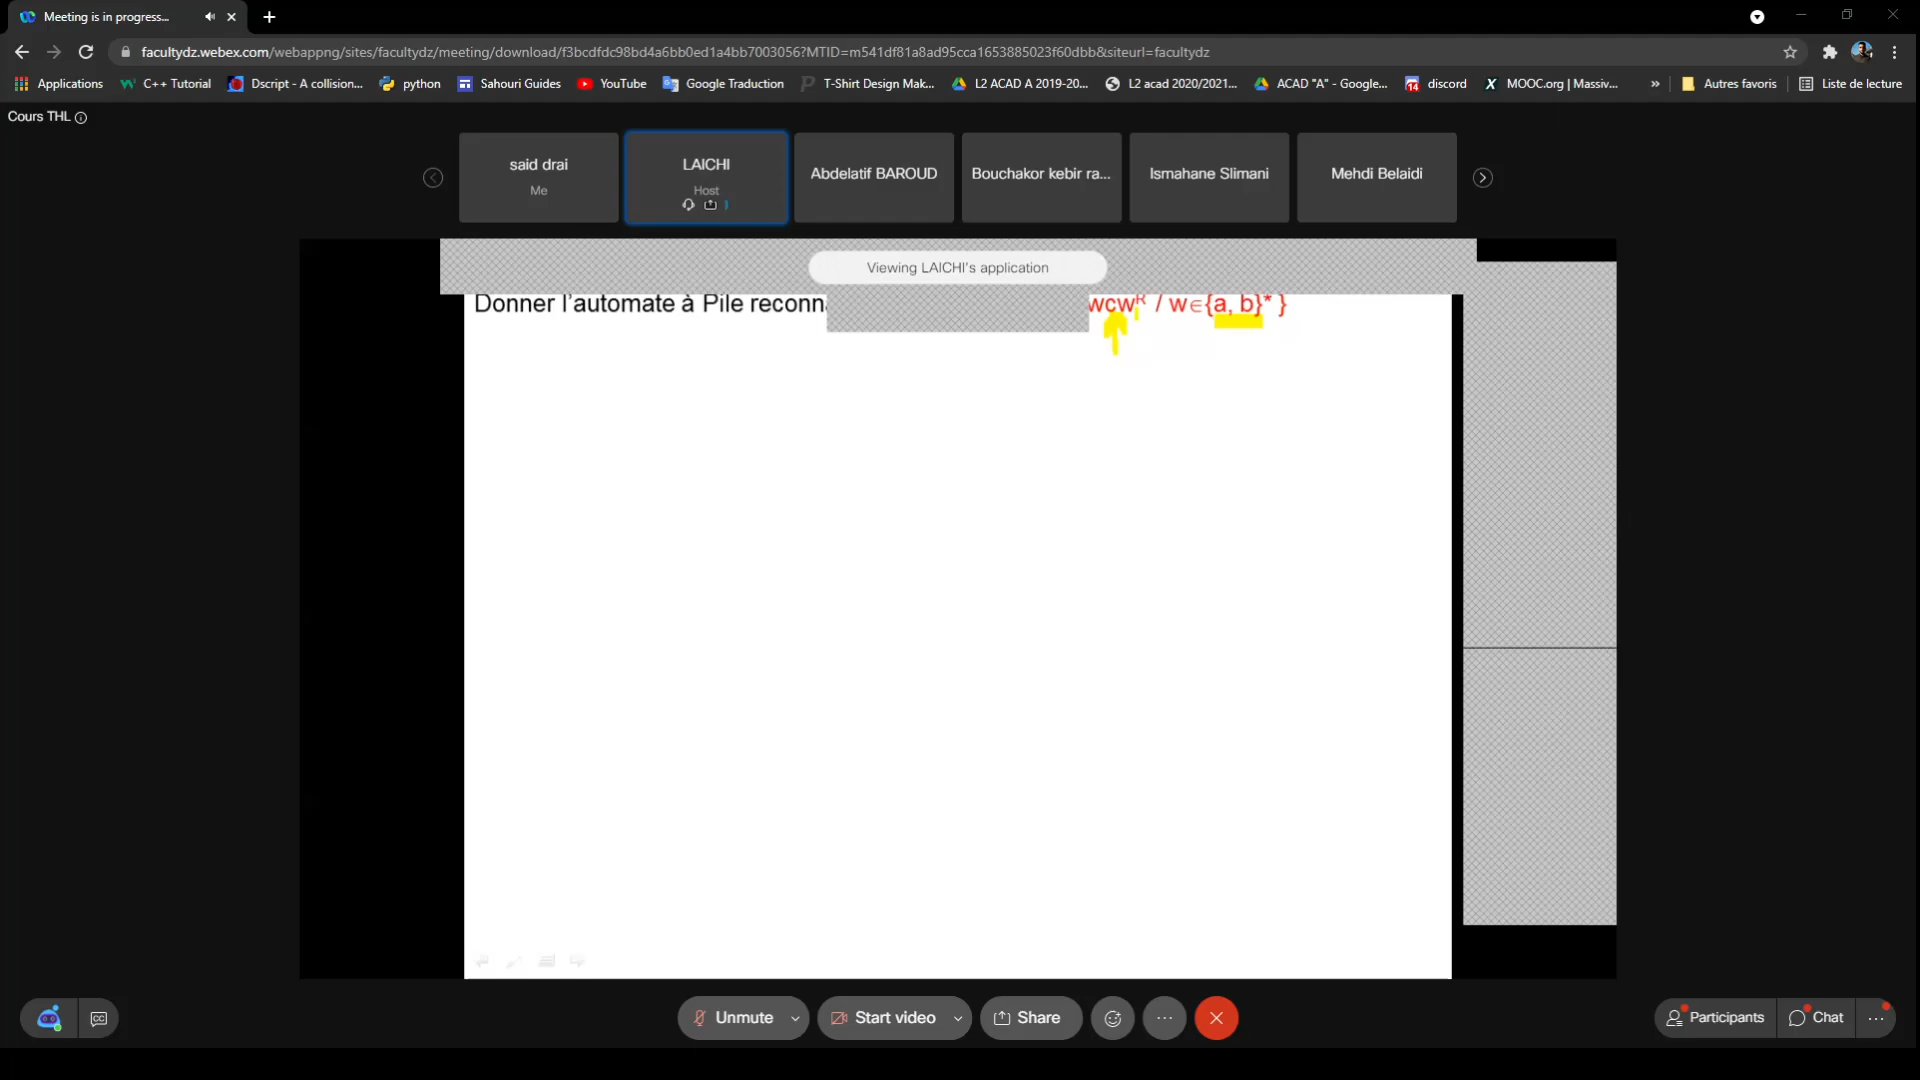 Meeting is in progress...
facultydz.webex.com/webappng/sites/facultydz/meeting/download/f3bcdfdc98bd4a6bb0ed1a4bb7003056?MTID=m541df81a8ad95cca1653885023f60dbb&siteurl=facultydz
Applications C++ Tutorial Dscript - A collision... python Sahouri Guides YouTube Google Traduction T-Shirt Design Mak... L2 ACAD A 2019-20... L2 acad 2020/2021... ACAD "A" - Google... 14 discord MOOC.org | Massiv... » Autres favoris Liste de lecture
Cours THL
said drai
Me
LAICHI
Host
Abdelatif BAROUD
Bouchakor kebir ra...
Ismahane Slimani
Mehdi Belaidi
Viewing LAICHI's application
Donner l'automate à Pile reconn wcwᴿ / w∈{a, b}* }
CC
Unmute Start video Share
Participants Chat